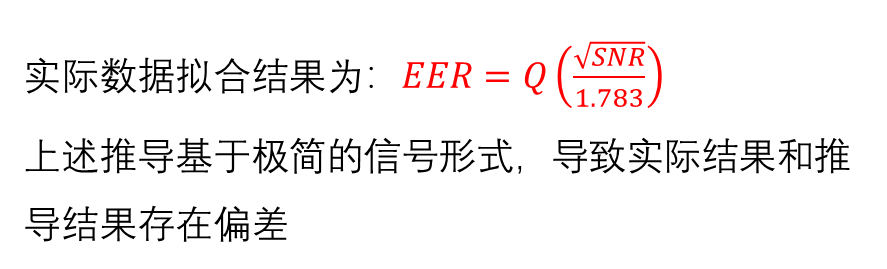 实际数据拟合结果为：EER = Q(√SNR/1.783)
上述推导基于极简的信号形式，导致实际结果和推
导结果存在偏差